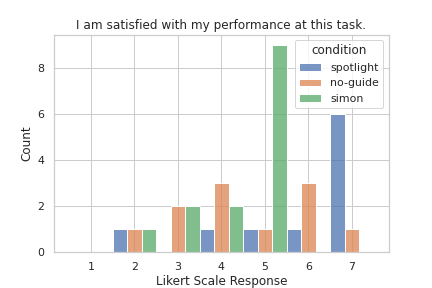 I am satisfied with my performance at this task.
condition
spotlight
no-guide
simon
Count
8
6
4
2
0
1 2 3 4 5 6 7
Likert Scale Response